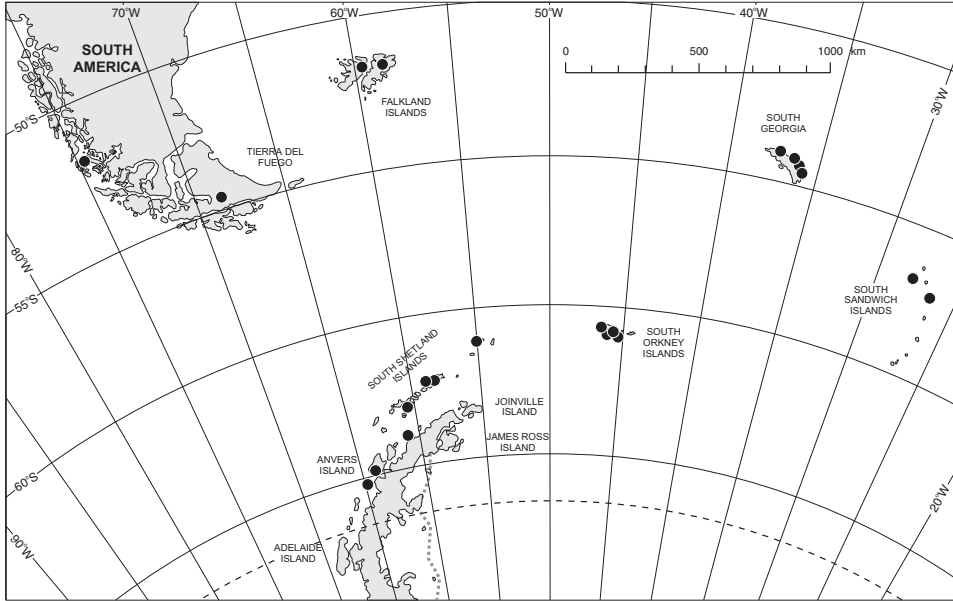 70°W
60°W
50°W
40°W
SOUTH
AMERICA
0
500
1000 km
FALKLAND
ISLANDS
30°W
50°S
SOUTH
GEORGIA
TIERRA DEL
FUEGO
80°W
55°S
SOUTH
SANDWICH
ISLANDS
SOUTH
ORKNEY
ISLANDS
SOUTH SHETLAND
ISLANDS
JOINVILLE
ISLAND
JAMES ROSS
ISLAND
ANVERS
ISLAND
60°S
20°W
90°W
ADELAIDE
ISLAND